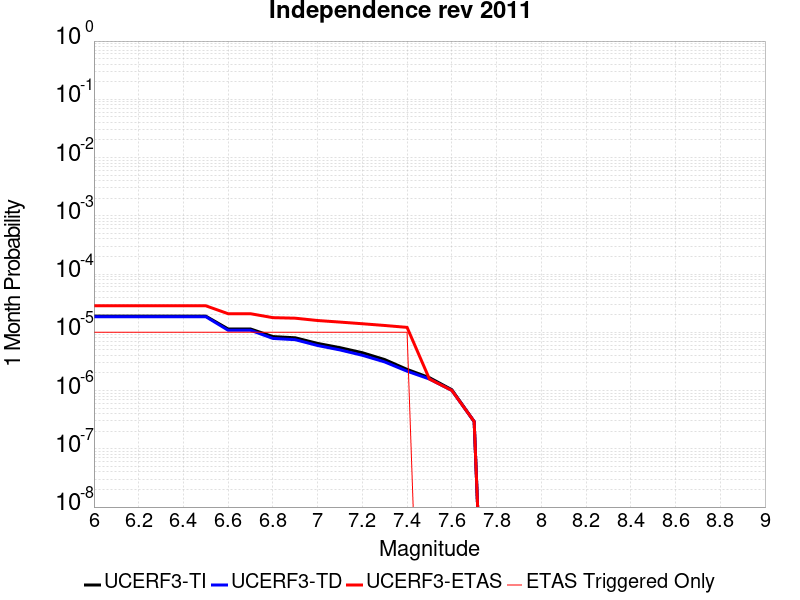 Independence rev 2011
10^0
10^-1
10^-2
10^-3
10^-4
10^-5
10^-6
10^-7
10^-8
1 Month Probability
6 6.2 6.4 6.6 6.8 7 7.2 7.4 7.6 7.8 8 8.2 8.4 8.6 8.8 9
Magnitude
UCERF3-TI UCERF3-TD UCERF3-ETAS ETAS Triggered Only